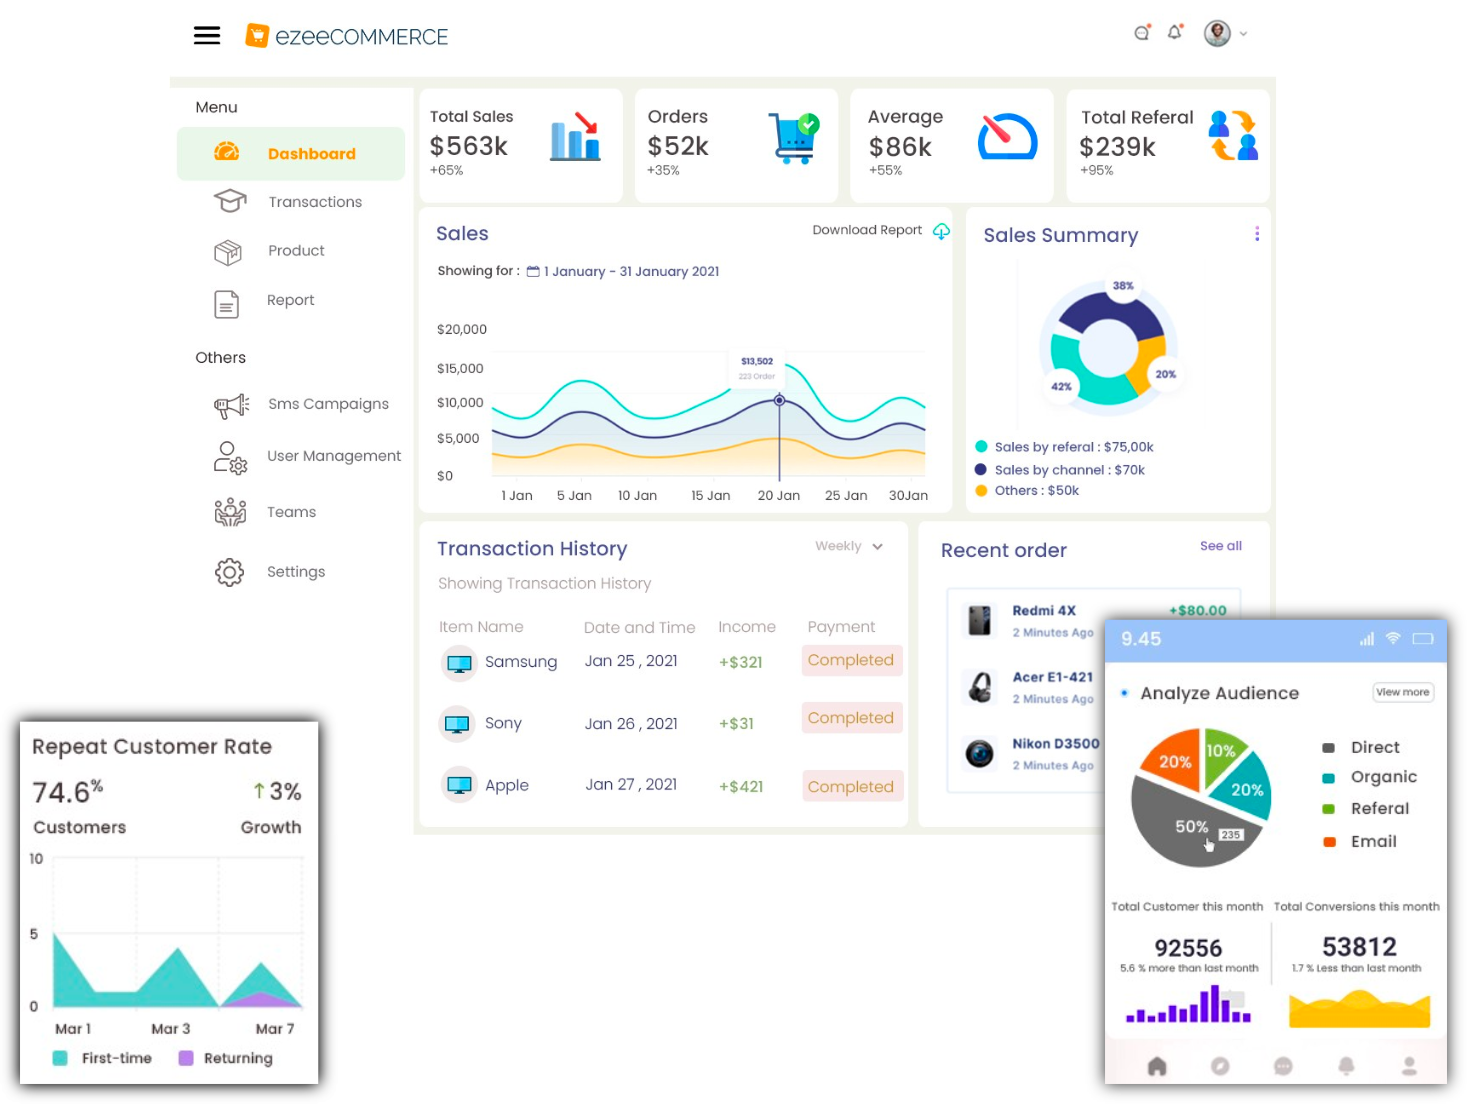 ezeeCOMMERCE
Menu
Dashboard
Transactions
Product
Report
Others
Sms Campaigns
User Management
Teams
Settings
Total Sales
$563k
+65%
Orders
$52k
+35%
Average
$86k
+55%
Total Referal
$239k
+95%
Sales
Download Report
Showing for : 1 January - 31 January 2021
$20,000
$15,000
$10,000
$5,000
$0
$13,502
223 Order
1 Jan 5 Jan 10 Jan 15 Jan 20 Jan 25 Jan 30Jan
Sales Summary
38%
20%
42%
Sales by referal : $75,00k
Sales by channel : $70k
Others : $50k
Transaction History
Weekly
Showing Transaction History
Item Name Date and Time Income Payment
Samsung Jan 25 , 2021 +$321 Completed
Sony Jan 26 , 2021 +$31 Completed
Apple Jan 27 , 2021 +$421 Completed
Recent order
See all
Redmi 4X +$80.00
2 Minutes Ago
Acer E1-421
2 Minutes Ago
Nikon D3500
2 Minutes Ago
Repeat Customer Rate
74.6% ↑3%
Customers Growth
10
5
0
Mar 1 Mar 3 Mar 7
First-time Returning
9.45
Analyze Audience
View more
20%
10%
20%
50%
235
Direct
Organic
Referal
Email
Total Customer this month
92556
5.6 % more than last month
Total Conversions this month
53812
1.7 % Less than last month